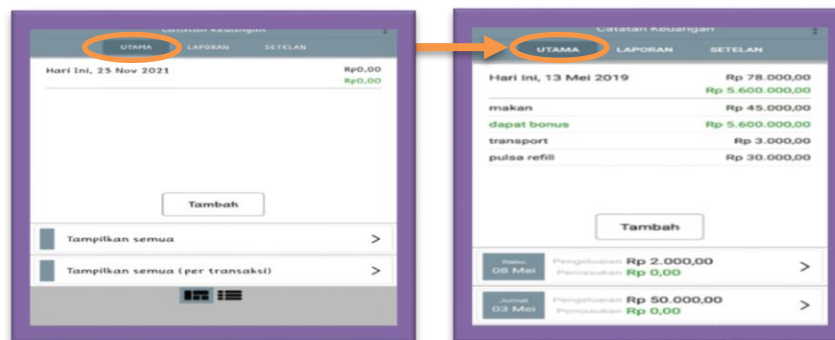 Catatan Keuangan
UTAMA LAPORAN SETELAN
Hari Ini, 23 Nov 2021 Rp0,00
Rp0,00
Tambah
Tampilkan semua >
Tampilkan semua (per transaksi) >
Catatan Keuangan
UTAMA LAPORAN SETELAN
Hari Ini, 13 Mei 2019 Rp 78.000,00
Rp 5.600.000,00
makan Rp 45.000,00
dapat bonus Rp 5.600.000,00
transport Rp 3.000,00
pulsa refill Rp 30.000,00
Tambah
Rabu Pengeluaran Rp 2.000,00
08 Mei Pemasukan Rp 0,00 >
Jumat Pengeluaran Rp 50.000,00
03 Mei Pemasukan Rp 0,00 >